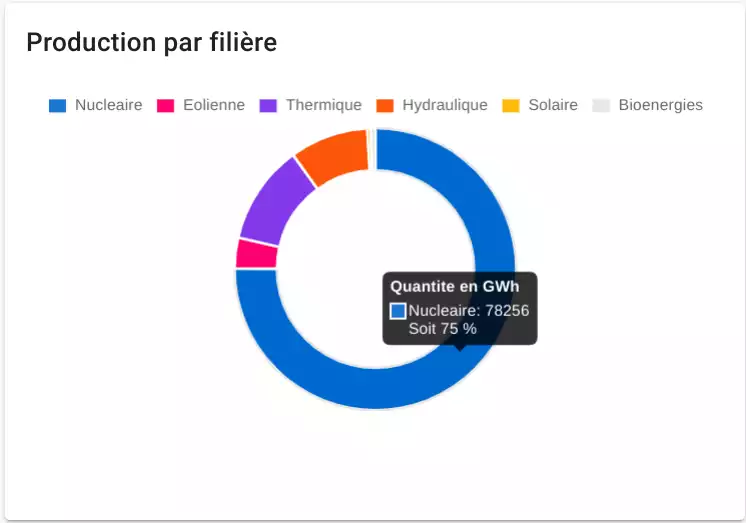 Production par filière
Nucleaire Eolienne Thermique Hydraulique Solaire Bioenergies
Quantite en GWh
Nucleaire: 78256
Soit 75 %